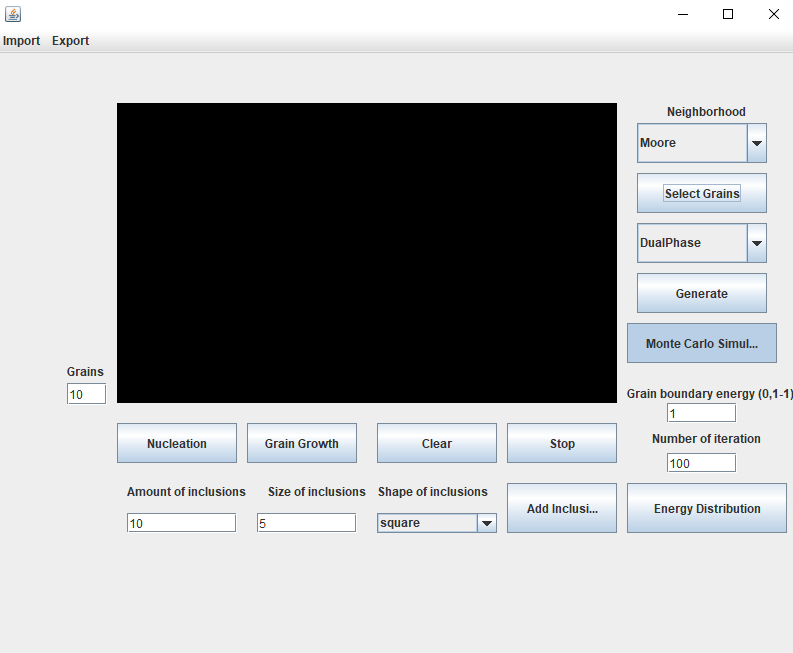 Import Export
Neighborhood
Moore
Select Grains
DualPhase
Generate
Monte Carlo Simul...
Grains
10
Grain boundary energy (0,1-1)
1
Number of iteration
100
Nucleation
Grain Growth
Clear
Stop
Amount of inclusions
Size of inclusions
Shape of inclusions
10
5
square
Add Inclusi...
Energy Distribution